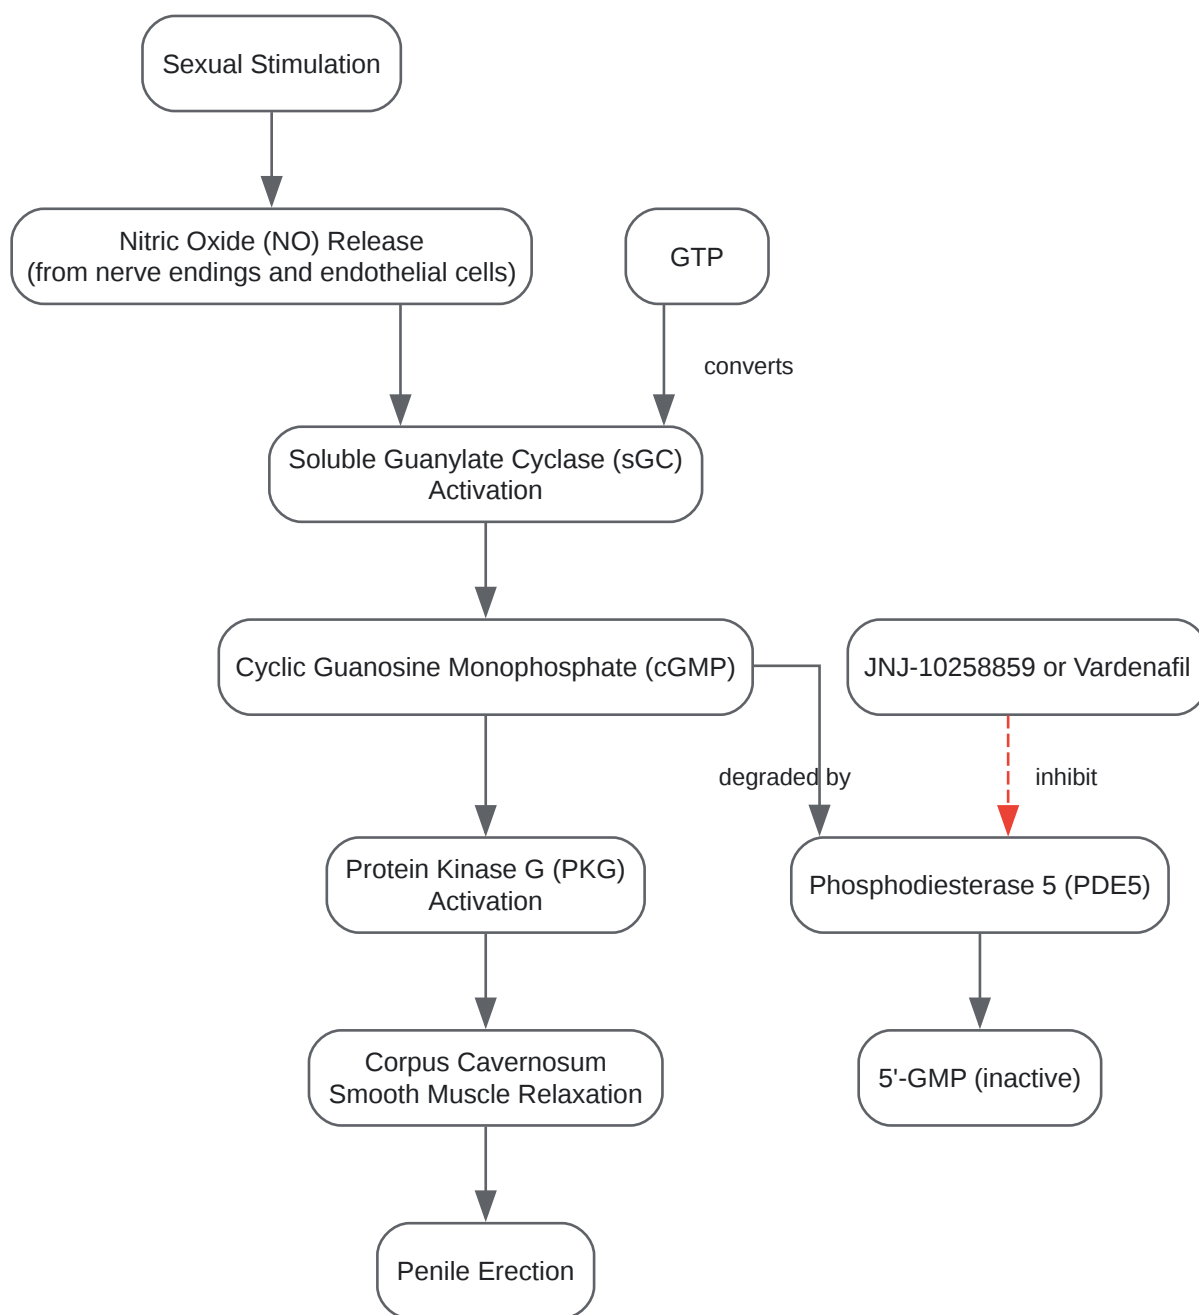 Sexual Stimulation
Nitric Oxide (NO) Release
(from nerve endings and endothelial cells)
GTP
converts
Soluble Guanylate Cyclase (sGC)
Activation
Cyclic Guanosine Monophosphate (cGMP)
JNJ-10258859 or Vardenafil
degraded by
inhibit
Protein Kinase G (PKG)
Activation
Phosphodiesterase 5 (PDE5)
Corpus Cavernosum
Smooth Muscle Relaxation
5'-GMP (inactive)
Penile Erection